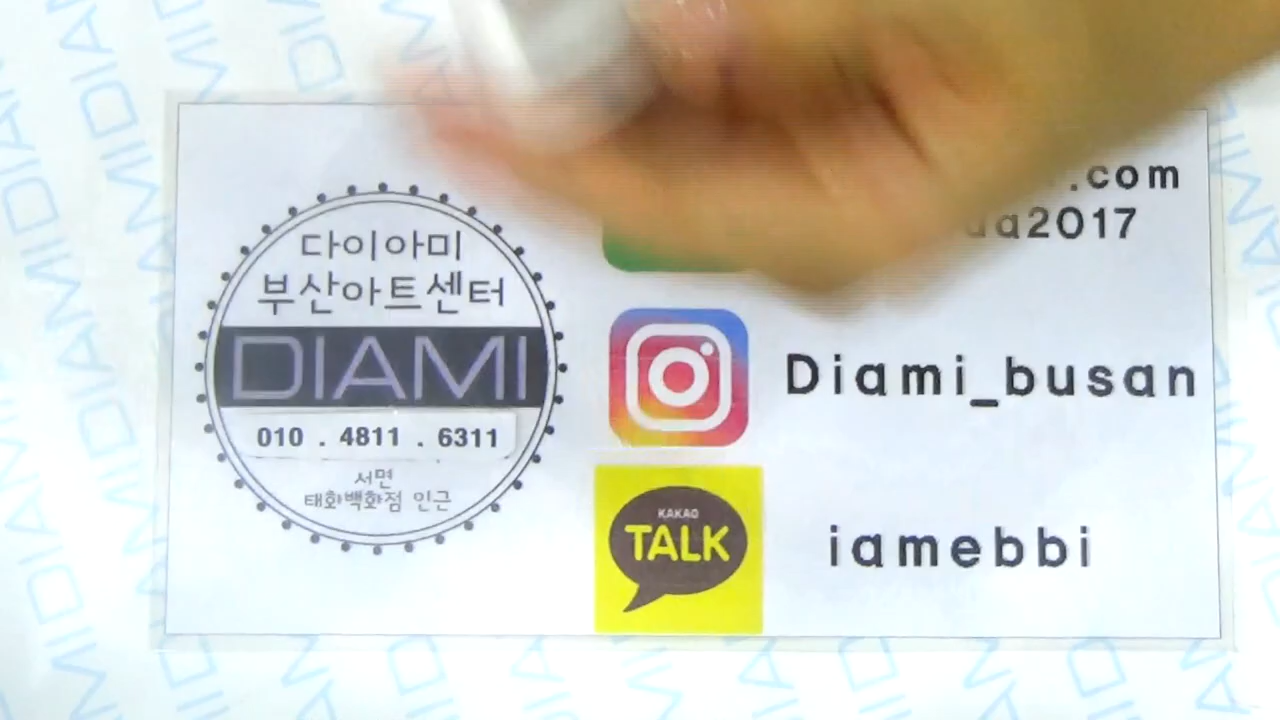 다이아미
부산아트센터
DIAMI
010 . 4811 . 6311
서면
태화백화점 인근
.com
2017
Diami_busan
KAKAO
TALK
iamebbi